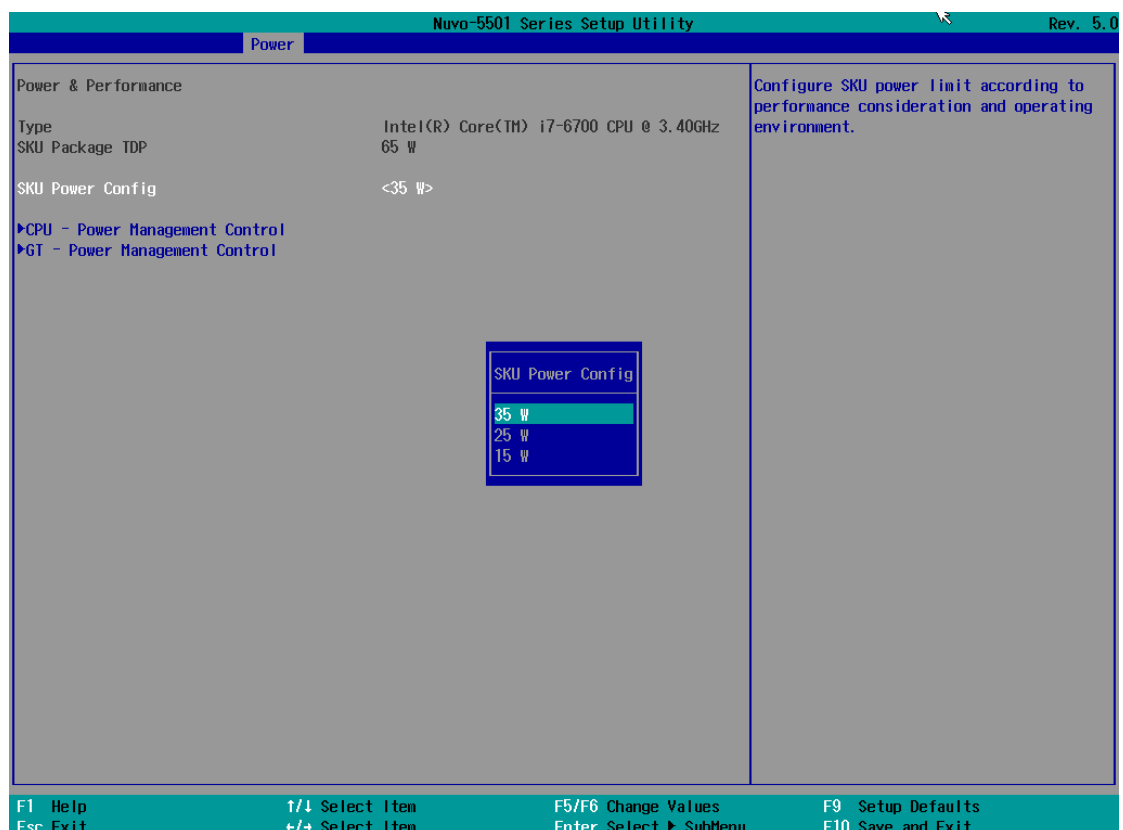 Nuvo-5501 Series Setup Utility Rev. 5.0
Power
Power & Performance
Type Intel(R) Core(TM) i7-6700 CPU @ 3.40GHz
SKU Package TDP 65 W
SKU Power Config <35 W>
▶CPU - Power Management Control
▶GT - Power Management Control
Configure SKU power limit according to
performance consideration and operating
environment.
SKU Power Config
35 W
25 W
15 W
F1 Help ↑/↓ Select Item F5/F6 Change Values F9 Setup Defaults
Esc Exit ←/→ Select Item Enter Select ▶ SubMenu F10 Save and Exit